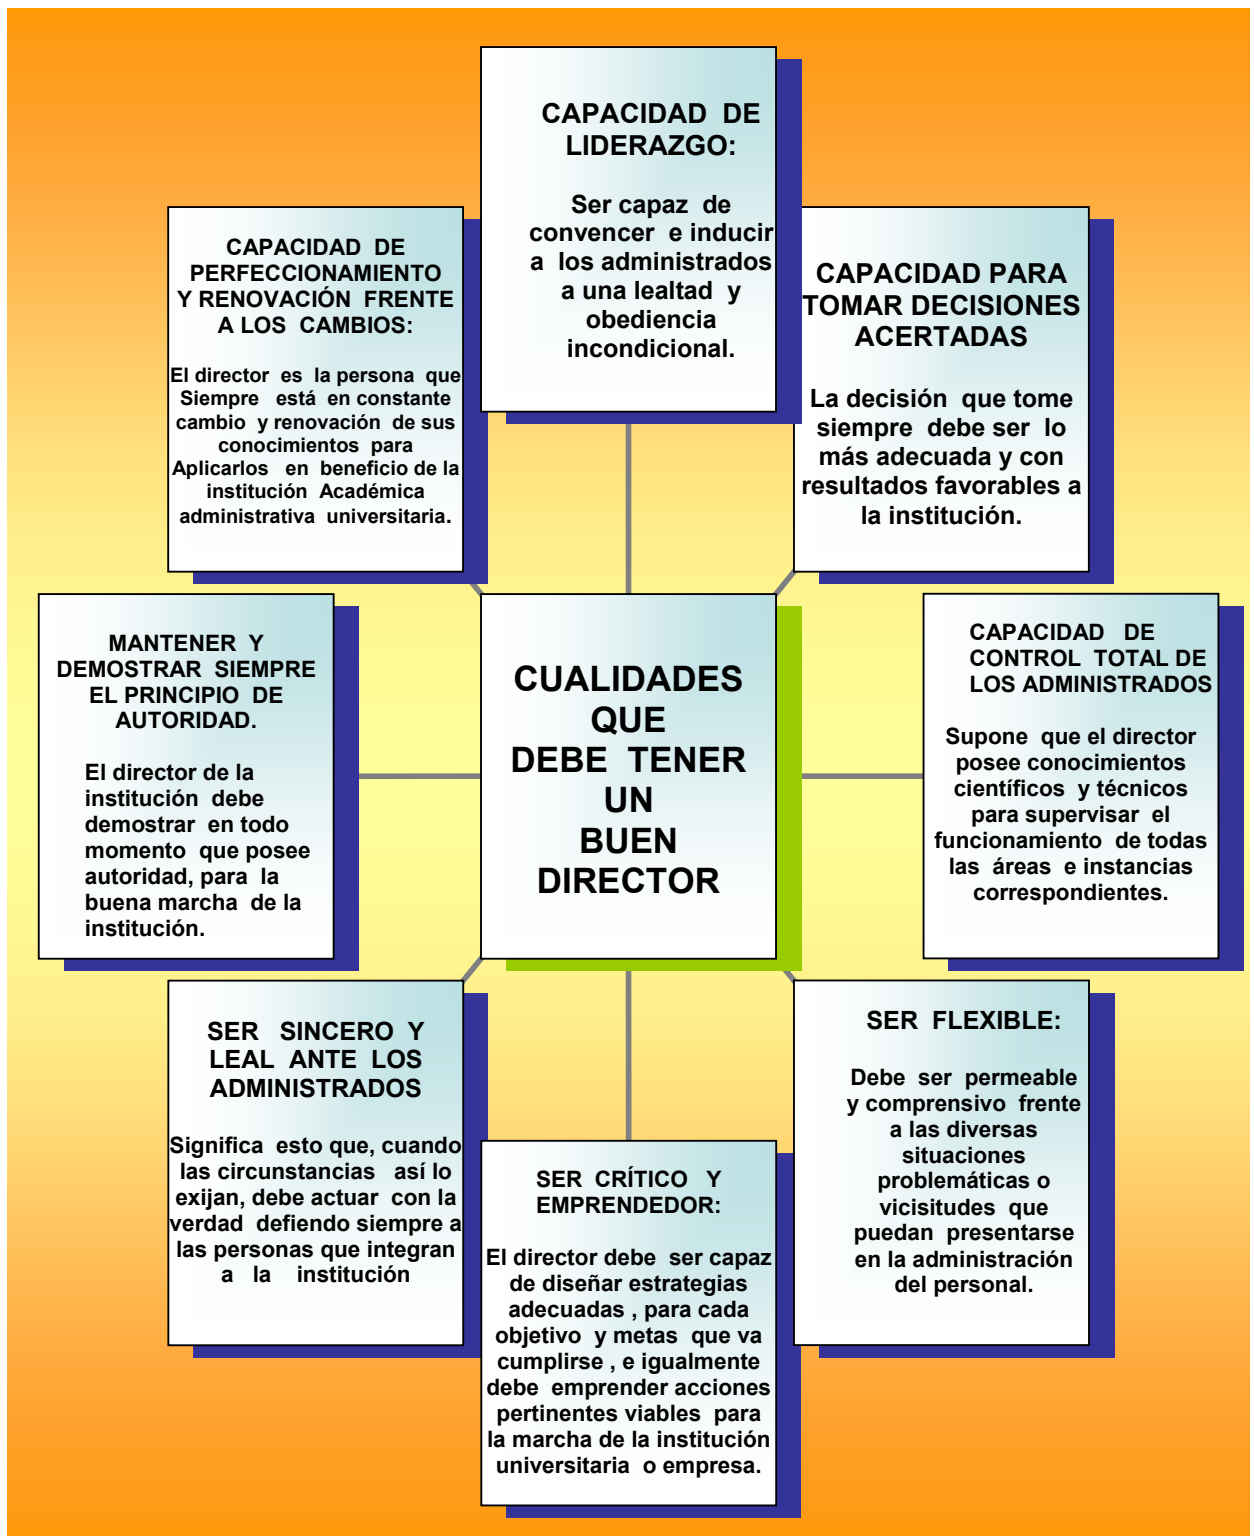 CAPACIDAD DE
LIDERAZGO:
Ser capaz de
convencer e inducir
a los administrados
a una lealtad y
obediencia
incondicional.
CAPACIDAD PARA
TOMAR DECISIONES
ACERTADAS
La decisión que tome
siempre debe ser lo
más adecuada y con
resultados favorables a
la institución.
CAPACIDAD DE
CONTROL TOTAL DE
LOS ADMINISTRADOS
Supone que el director
posee conocimientos
científicos y técnicos
para supervisar el
funcionamiento de todas
las áreas e instancias
correspondientes.
SER FLEXIBLE:
Debe ser permeable
y comprensivo frente
a las diversas
situaciones
problemáticas o
vicisitudes que
puedan presentarse
en la administración
del personal.
SER CRÍTICO Y
EMPRENDEDOR:
El director debe ser capaz
de diseñar estrategias
adecuadas , para cada
objetivo y metas que va
cumplirse , e igualmente
debe emprender acciones
pertinentes viables para
la marcha de la institución
universitaria o empresa.
SER SINCERO Y
LEAL ANTE LOS
ADMINISTRADOS
Significa esto que, cuando
las circunstancias así lo
exijan, debe actuar con la
verdad defiendo siempre a
las personas que integran
a la institución
MANTENER Y
DEMOSTRAR SIEMPRE
EL PRINCIPIO DE
AUTORIDAD.
El director de la
institución debe
demostrar en todo
momento que posee
autoridad, para la
buena marcha de la
institución.
CAPACIDAD DE
PERFECCIONAMIENTO
Y RENOVACIÓN FRENTE
A LOS CAMBIOS:
El director es la persona que
Siempre está en constante
cambio y renovación de sus
conocimientos para
Aplicarlos en beneficio de la
institución Académica
administrativa universitaria.
CUALIDADES
QUE
DEBE TENER
UN
BUEN
DIRECTOR